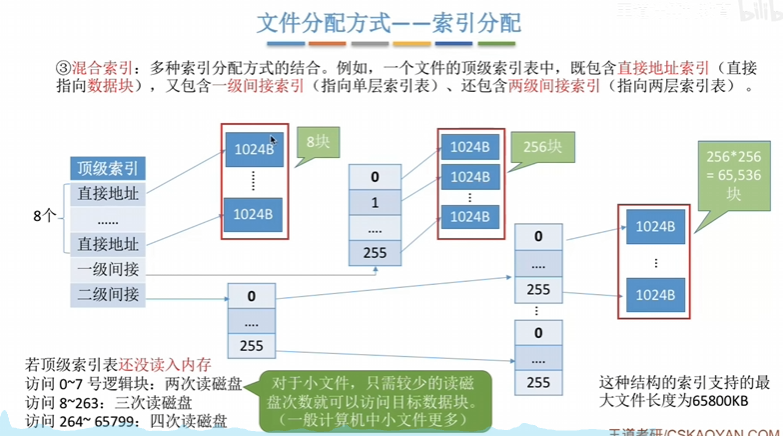 文件分配方式——索引分配
bilib
③混合索引：多种索引分配方式的结合。例如，一个文件的顶级索引表中，既包含直接地址索引（直接
指向数据块），又包含一级间接索引（指向单层索引表）、还包含两级间接索引（指向两层索引表）。
顶级索引
直接地址
......
直接地址
一级间接
二级间接
8个
1024B
1024B
8块
0
1
....
255
1024B
1024B
...
1024B
256块
0
....
255
0
....
255
...
0
....
255
1024B
...
1024B
256*256
= 65,536
块
若顶级索引表还没读入内存
访问 0~7 号逻辑块：两次读磁盘
访问 8~263：三次读磁盘
访问 264~ 65799：四次读磁盘
对于小文件，只需较少的读磁
盘次数就可以访问目标数据块。
（一般计算机中小文件更多）
这种结构的索引支持的最
大文件长度为65800KB
王道考研/CSKAOYAN.COM